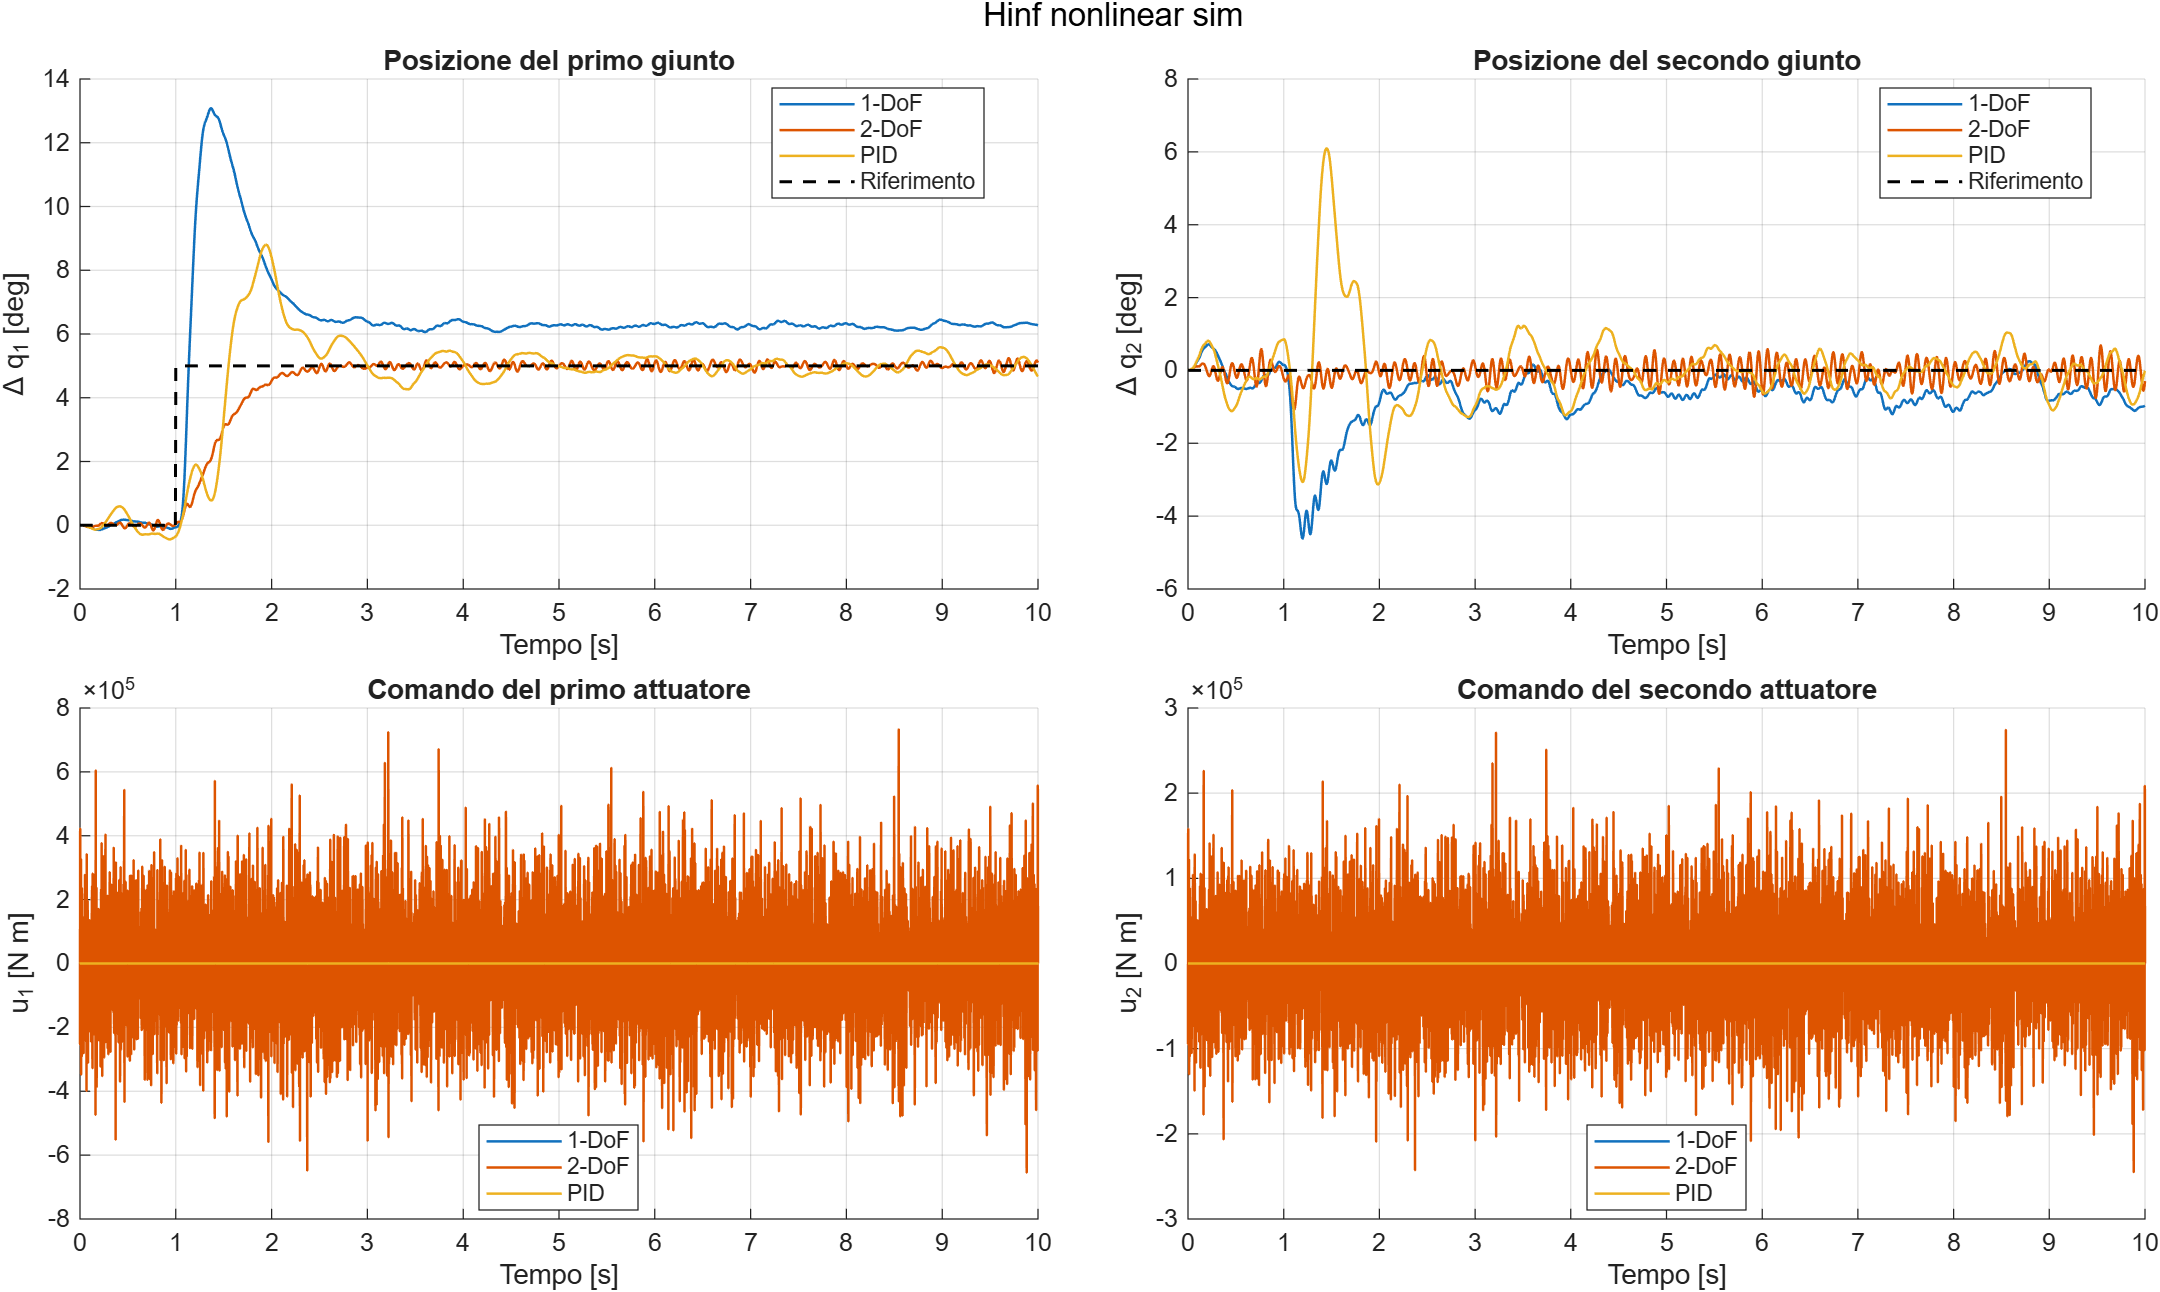 Hinf nonlinear sim
Posizione del primo giunto
14
12
10
8
6
4
2
0
-2
Δ q1 [deg]
0 1 2 3 4 5 6 7 8 9 10
Tempo [s]
1-DoF
2-DoF
PID
Riferimento
Posizione del secondo giunto
8
6
4
2
0
-2
-4
-6
Δ q2 [deg]
0 1 2 3 4 5 6 7 8 9 10
Tempo [s]
1-DoF
2-DoF
PID
Riferimento
Comando del primo attuatore
×10⁵
8
6
4
2
0
-2
-4
-6
-8
u1 [N m]
0 1 2 3 4 5 6 7 8 9 10
Tempo [s]
1-DoF
2-DoF
PID
Comando del secondo attuatore
×10⁵
3
2
1
0
-1
-2
-3
u2 [N m]
0 1 2 3 4 5 6 7 8 9 10
Tempo [s]
1-DoF
2-DoF
PID